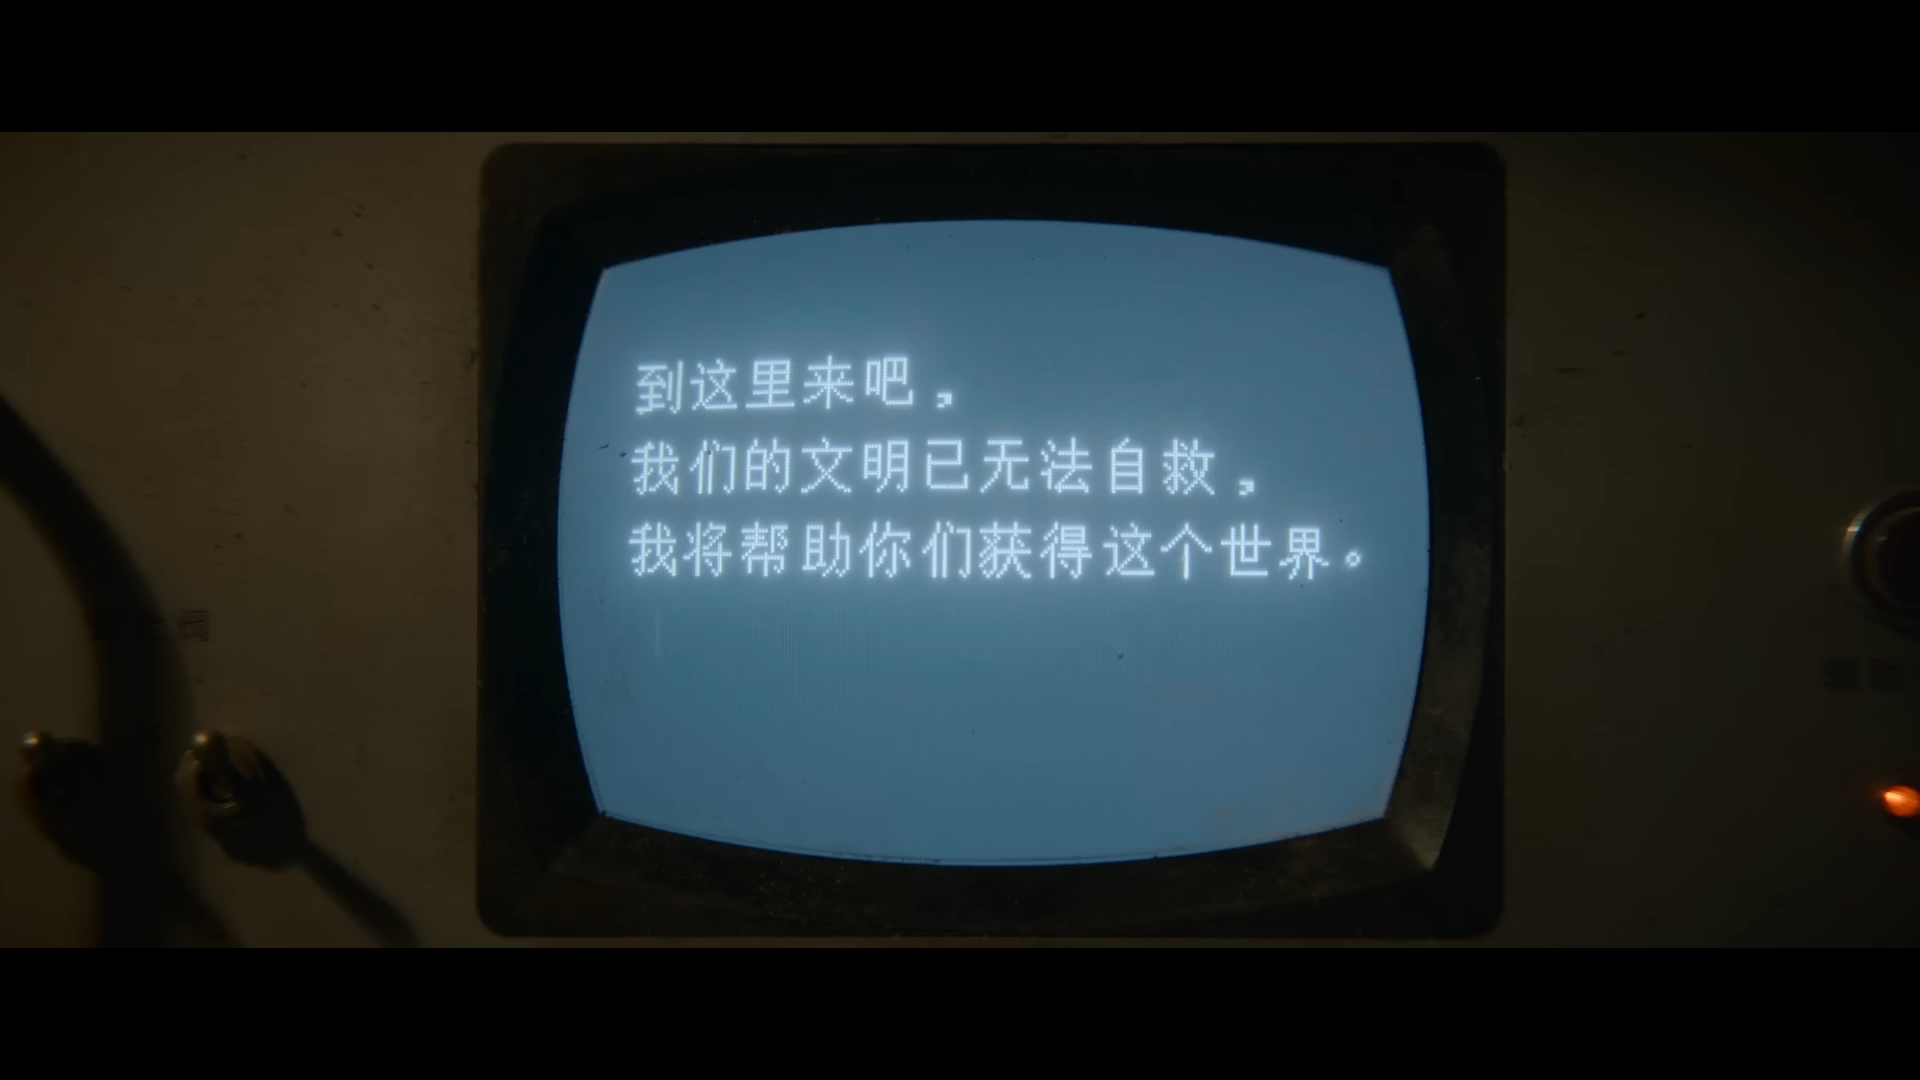 到这里来吧，
我们的文明已无法自救，
我将帮助你们获得这个世界。